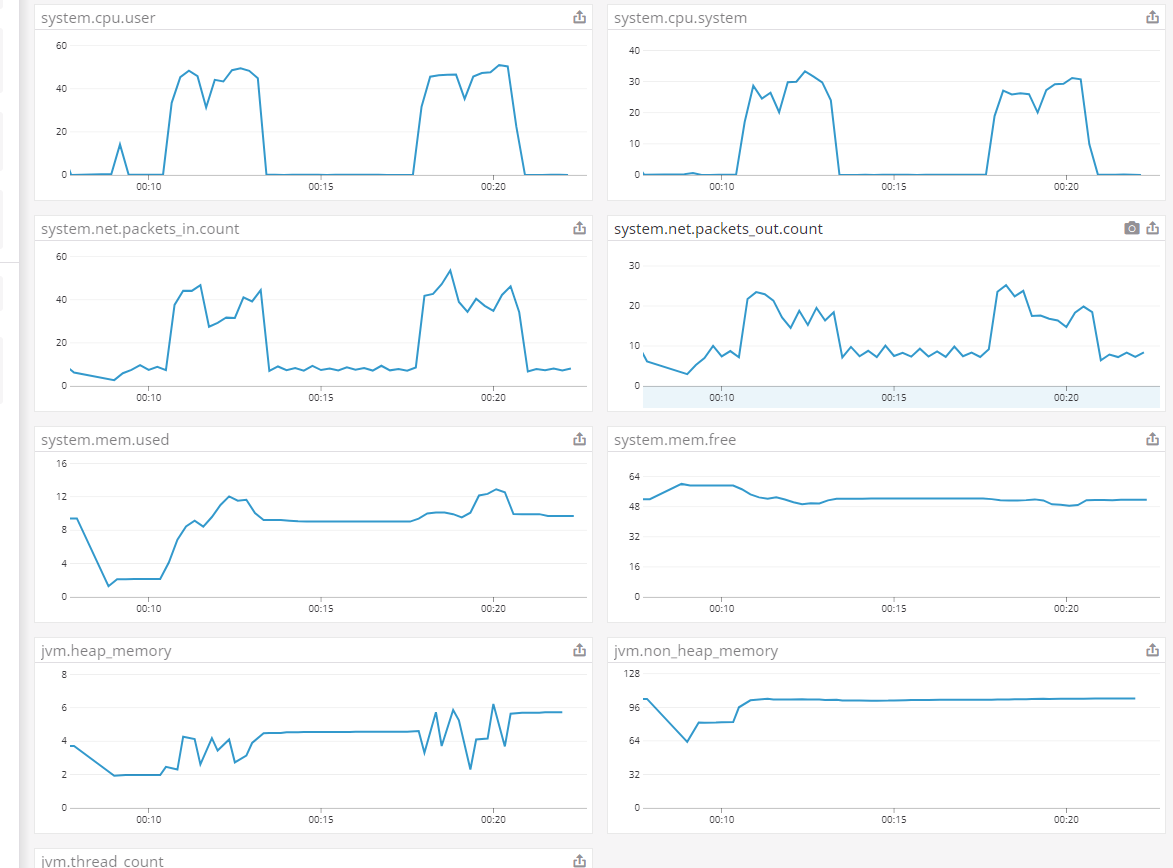 system.cpu.user
60
40
20
0
00:10 00:15 00:20
system.cpu.system
40
30
20
10
0
00:10 00:15 00:20
system.net.packets_in.count
60
40
20
0
00:10 00:15 00:20
system.net.packets_out.count
30
20
10
0
00:10 00:15 00:20
system.mem.used
16
12
8
4
0
00:10 00:15 00:20
system.mem.free
64
48
32
16
0
00:10 00:15 00:20
jvm.heap_memory
8
6
4
2
0
00:10 00:15 00:20
jvm.non_heap_memory
128
96
64
32
0
00:10 00:15 00:20
jvm.thread_count